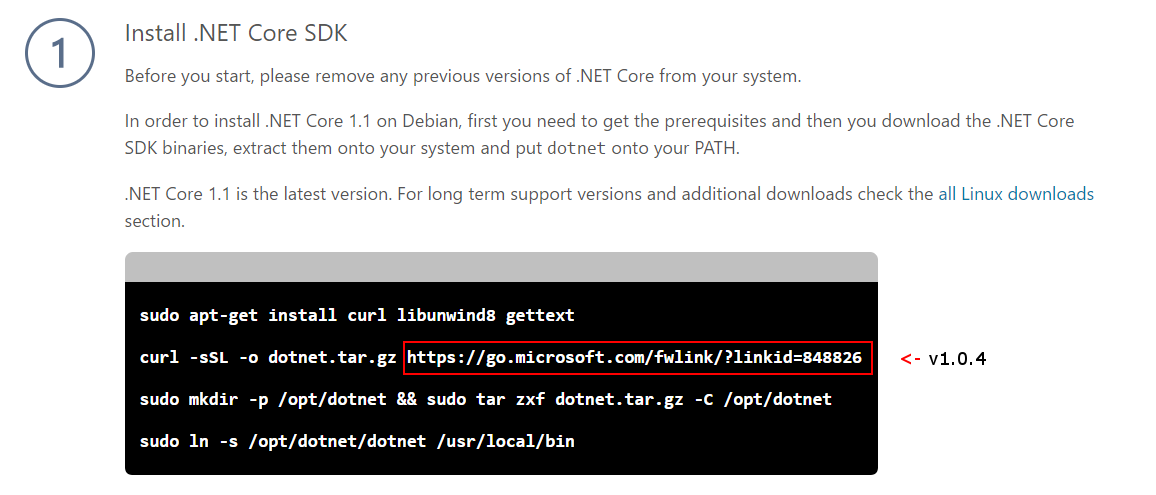 1
Install .NET Core SDK
Before you start, please remove any previous versions of .NET Core from your system.
In order to install .NET Core 1.1 on Debian, first you need to get the prerequisites and then you download the .NET Core
SDK binaries, extract them onto your system and put dotnet onto your PATH.
.NET Core 1.1 is the latest version. For long term support versions and additional downloads check the all Linux downloads
section.
sudo apt-get install curl libunwind8 gettext
curl -sSL -o dotnet.tar.gz https://go.microsoft.com/fwlink/?linkid=848826 <- v1.0.4
sudo mkdir -p /opt/dotnet && sudo tar zxf dotnet.tar.gz -C /opt/dotnet
sudo ln -s /opt/dotnet/dotnet /usr/local/bin